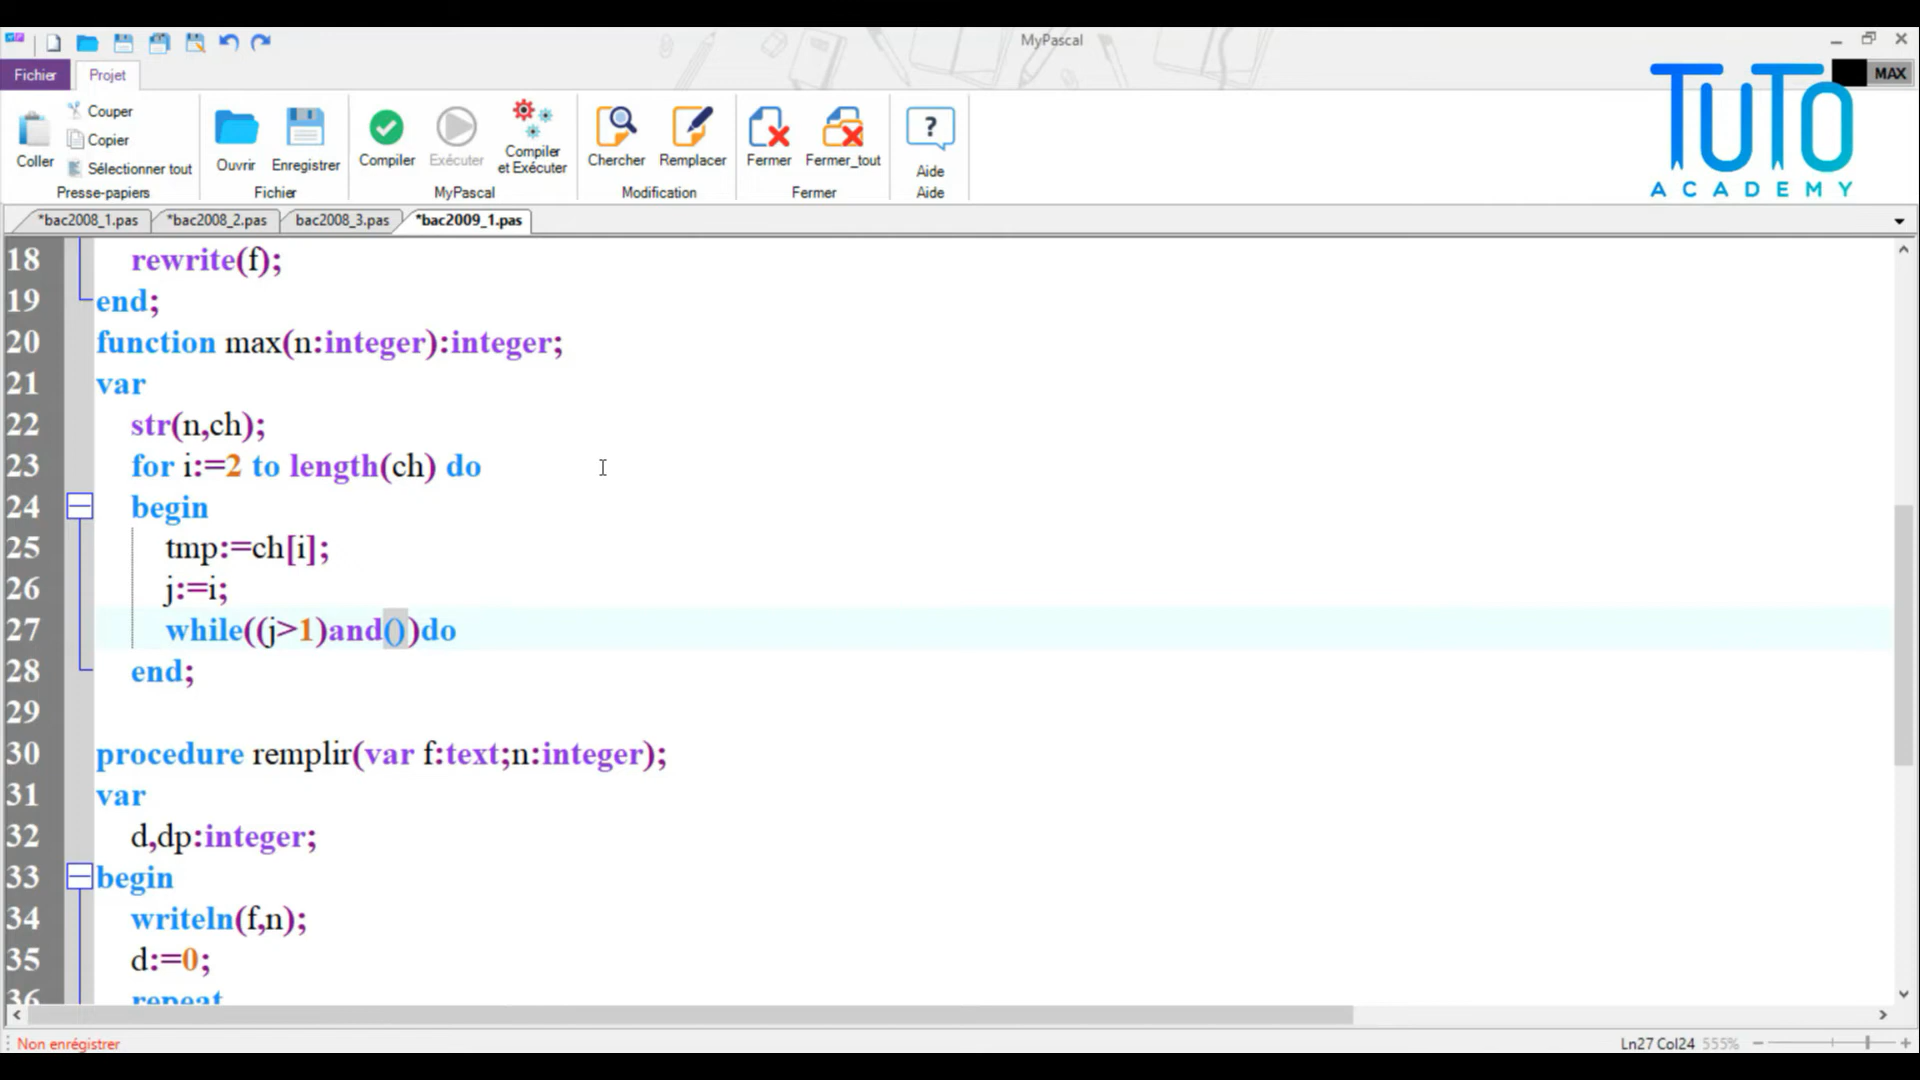 MyPascal
Fichier
Projet
MAX
TuTo
ACADEMY
Coller
Couper
Copier
Sélectionner tout
Presse-papiers
Ouvrir
Enregistrer
Fichier
Compiler
Exécuter
Compiler
et Exécuter
MyPascal
Chercher
Remplacer
Modification
Fermer
Fermer_tout
Fermer
?
Aide
Aide
*bac2008_1.pas
*bac2008_2.pas
bac2008_3.pas
*bac2009_1.pas
18 rewrite(f);
19 end;
20 function max(n:integer):integer;
21 var
22 str(n,ch);
23 for i:=2 to length(ch) do
24 begin
25 tmp:=ch[i];
26 j:=i;
27 while((j>1)and())do
28 end;
29
30 procedure remplir(var f:text;n:integer);
31 var
32 d,dp:integer;
33 begin
34 writeln(f,n);
35 d:=0;
36 repeat
Non enrégistrer
Ln27 Col24 555%